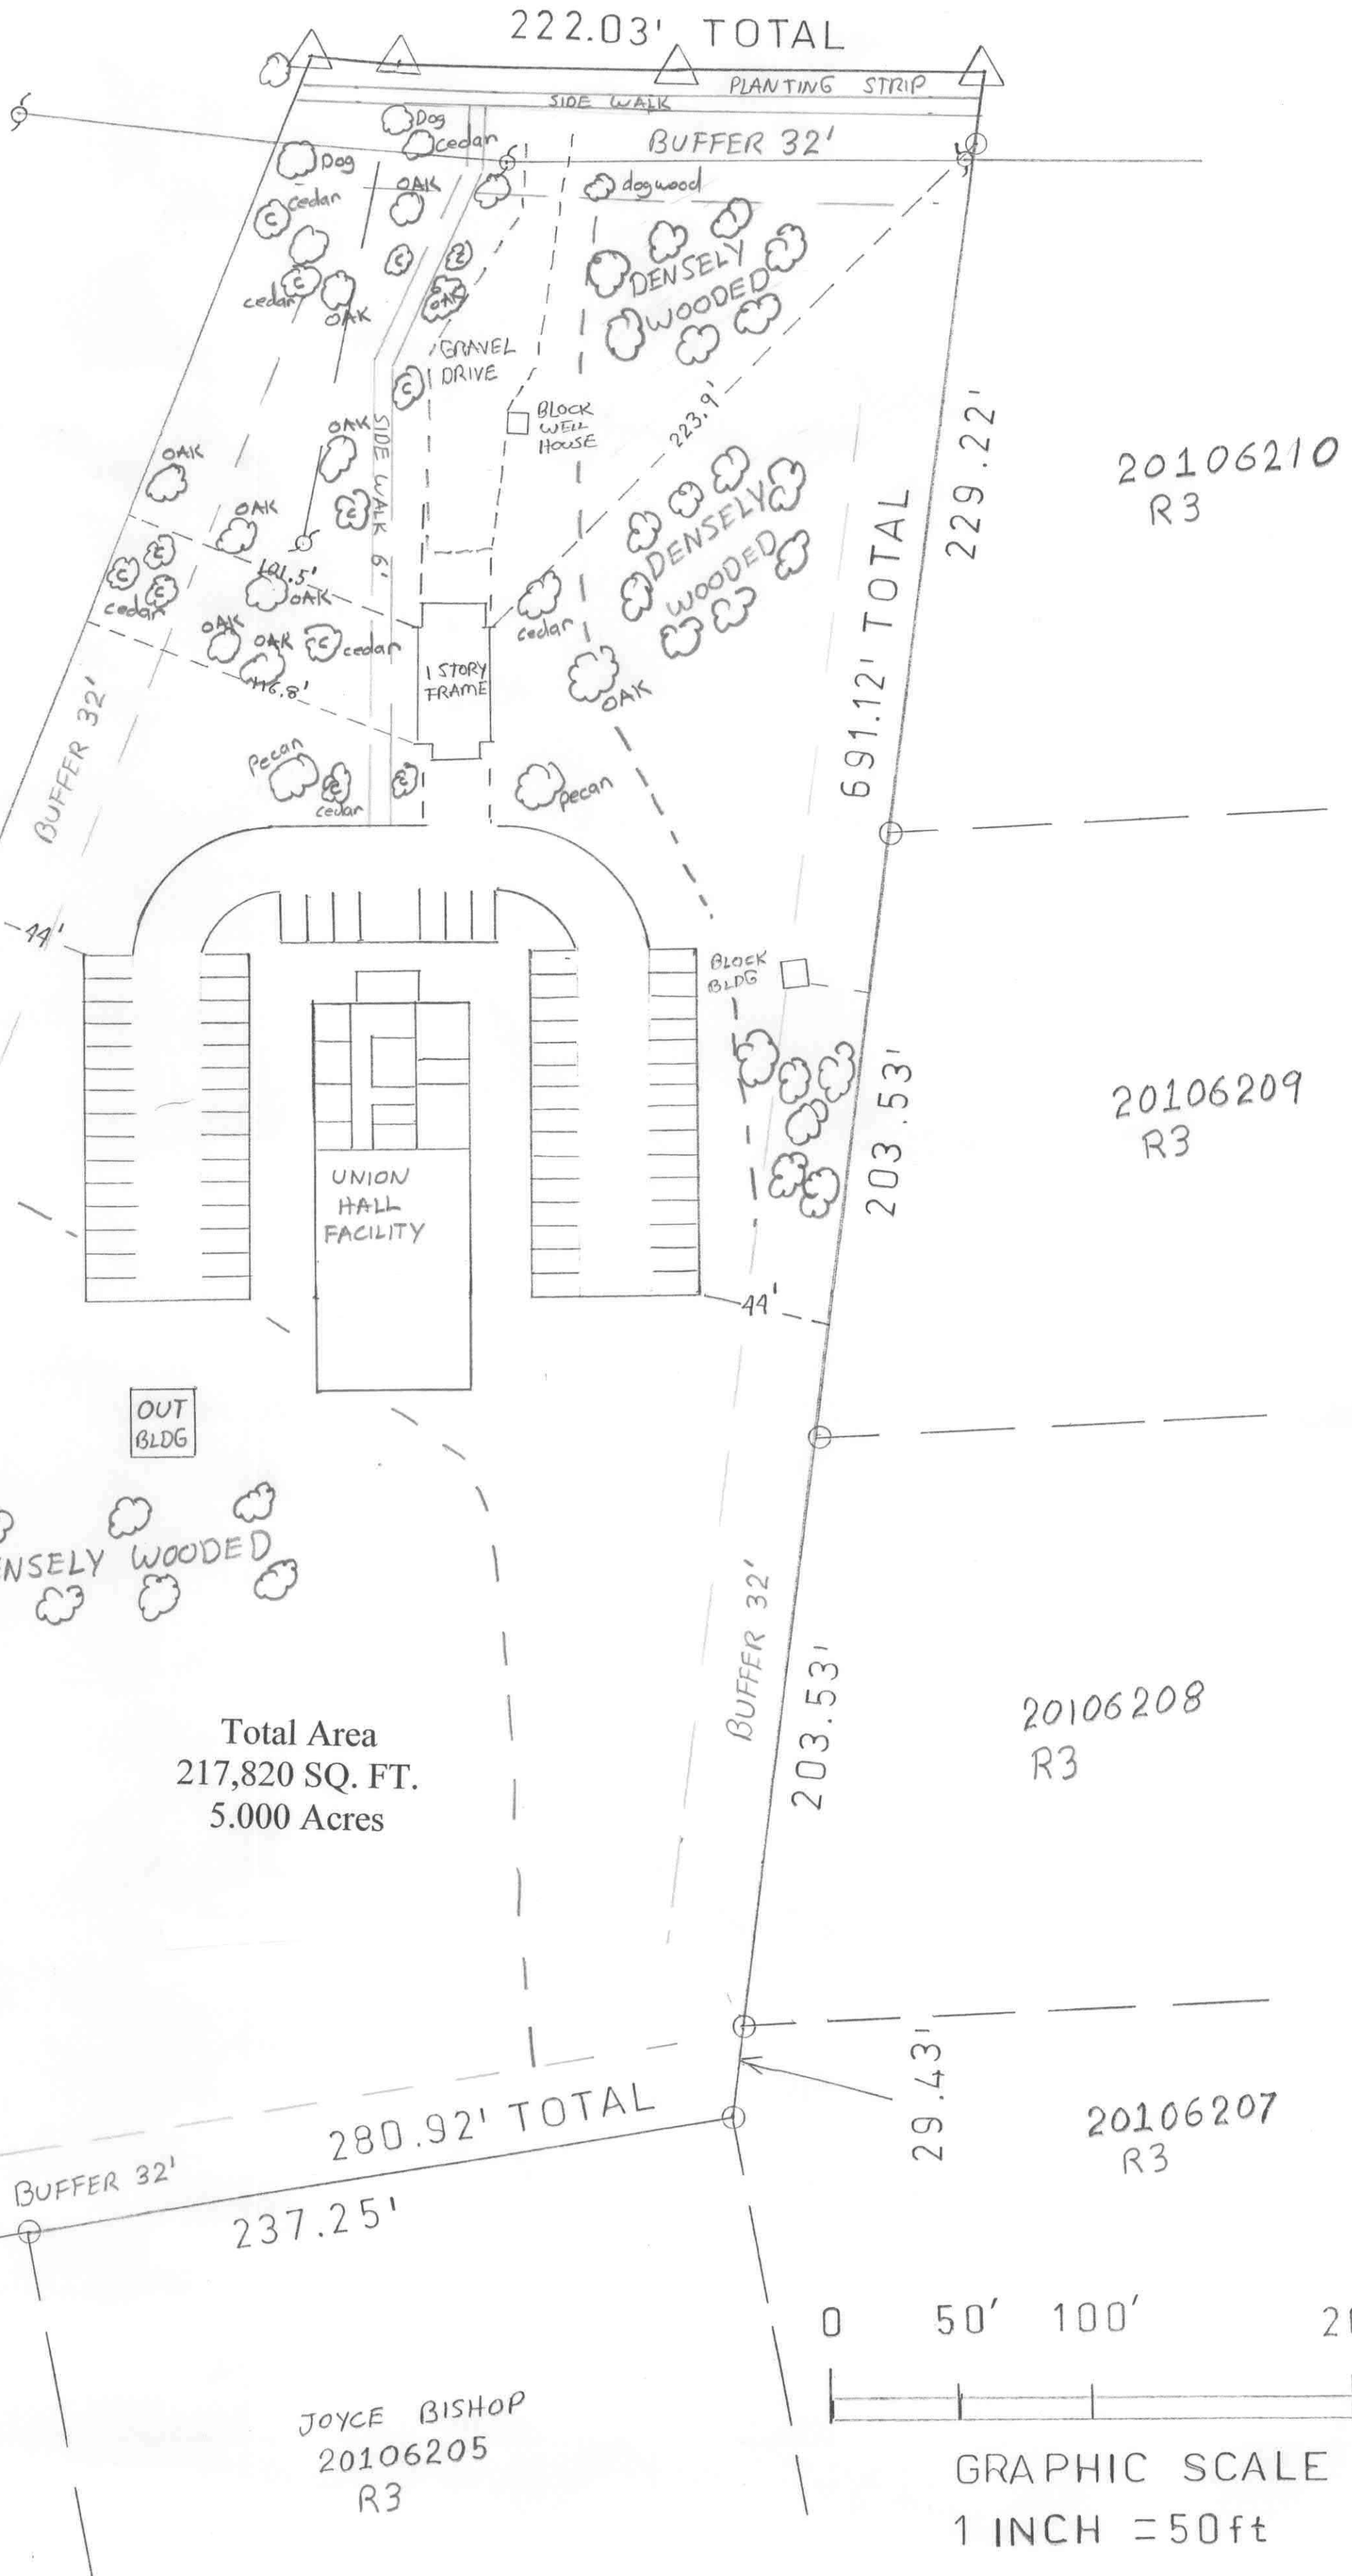 222.03' TOTAL
PLANTING STRIP
SIDE WALK
BUFFER 32'
Dog
cedar
Dog
cedar
OAK
dogwood
C
C
C
cedar
OAK
C
OAK
DENSELY
WOODED
GRAVEL
DRIVE
C
BLOCK
WELL
HOUSE
223.9'
229.22'
20106210
R3
OAK
OAK
OAK
SIDE WALK 6'
C
DENSELY
WOODED
691.12' TOTAL
C
C
C
cedar
101.5'
OAK
OAK
OAK
C
cedar
cedar
1 STORY
FRAME
OAK
116.8'
BUFFER 32'
Pecan
C
cedar
C
pecan
44'
BLOCK
BLDG
203.53'
20106209
R3
UNION
HALL
FACILITY
44'
OUT
BLDG
NSELY WOODED
BUFFER 32'
203.53'
20106208
R3
Total Area
217,820 SQ. FT.
5.000 Acres
29.43'
280.92' TOTAL
20106207
R3
BUFFER 32'
237.25'
0 50' 100'
JOYCE BISHOP
20106205
R3
GRAPHIC SCALE
1 INCH = 50ft